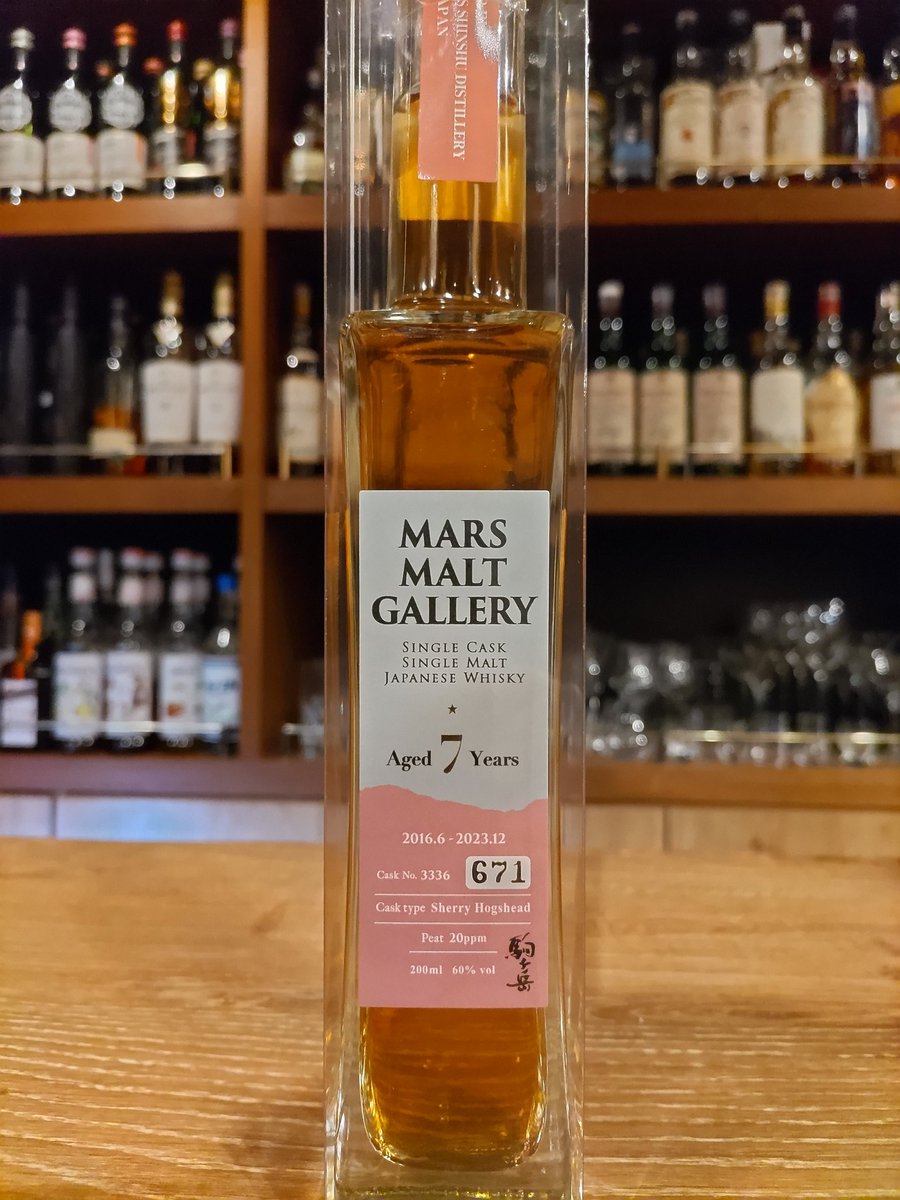 SHINSHU DISTILLERY
JAPAN
MARS
MALT
GALLERY
SINGLE CASK
SINGLE MALT
JAPANESE WHISKY
Aged 7 Years
2016.6 - 2023.12
Cask No. 3336 671
Cask type Sherry Hogshead
Peat 20ppm
200ml 60% vol
駒ヶ岳